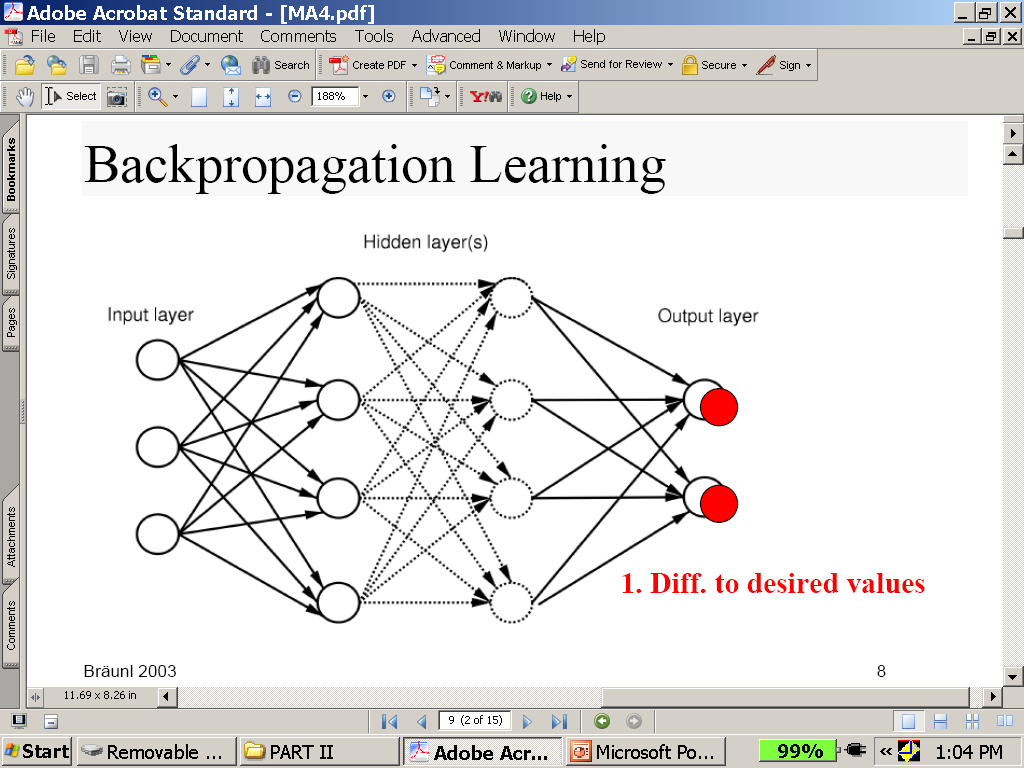 Adobe Acrobat Standard - [MA4.pdf]
File Edit View Document Comments Tools Advanced Window Help
Search Create PDF Comment & Markup Send for Review Secure Sign
Select 188% Y! Help
Bookmarks
Signatures
Pages
Attachments
Comments
Backpropagation Learning
Hidden layer(s)
Input layer
Output layer
1. Diff. to desired values
Bräunl 2003
8
11.69 x 8.26 in
9 (2 of 15)
Start Removable ... PART II Adobe Acr... Microsoft Po... 99% « 1:04 PM